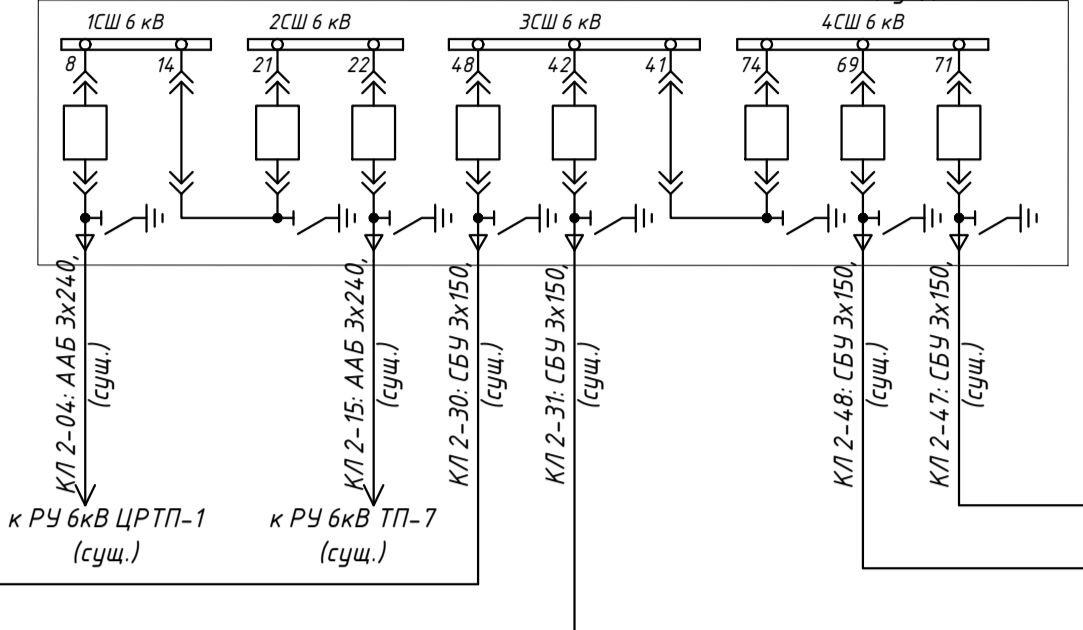 1СШ 6 кВ
2СШ 6 кВ
3СШ 6 кВ
4СШ 6 кВ
8
14
21
22
48
42
41
74
69
71
КЛ 2-04: ААБ 3х240,
(сущ.)
КЛ 2-15: ААБ 3х240,
(сущ.)
КЛ 2-30: СБУ 3х150,
(сущ.)
КЛ 2-31: СБУ 3х150,
(сущ.)
КЛ 2-48: СБУ 3х150,
(сущ.)
КЛ 2-47: СБУ 3х150,
(сущ.)
к РУ 6кВ ЦРТП-1
(сущ.)
к РУ 6кВ ТП-7
(сущ.)